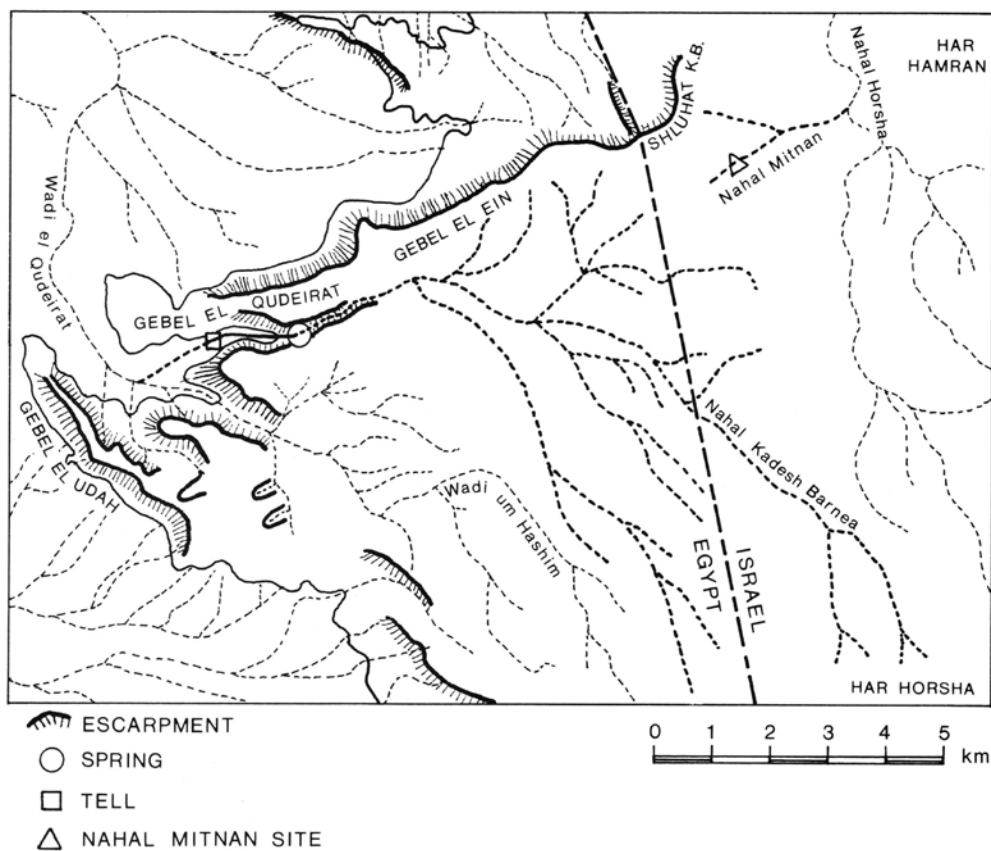 HAR
HAMRAN
Nahal Horsha
SHLUHAT K.B.
Nahal Mitnan
Wadi el Qudeirat
GEBEL EL EIN
GEBEL EL QUDEIRAT
GEBEL EL UDAH
Nahal Kadesh Barnea
Wadi um Hashim
EGYPT
ISRAEL
HAR HORSHA
ESCARPMENT
SPRING
TELL
NAHAL MITNAN SITE
0 1 2 3 4 5
km